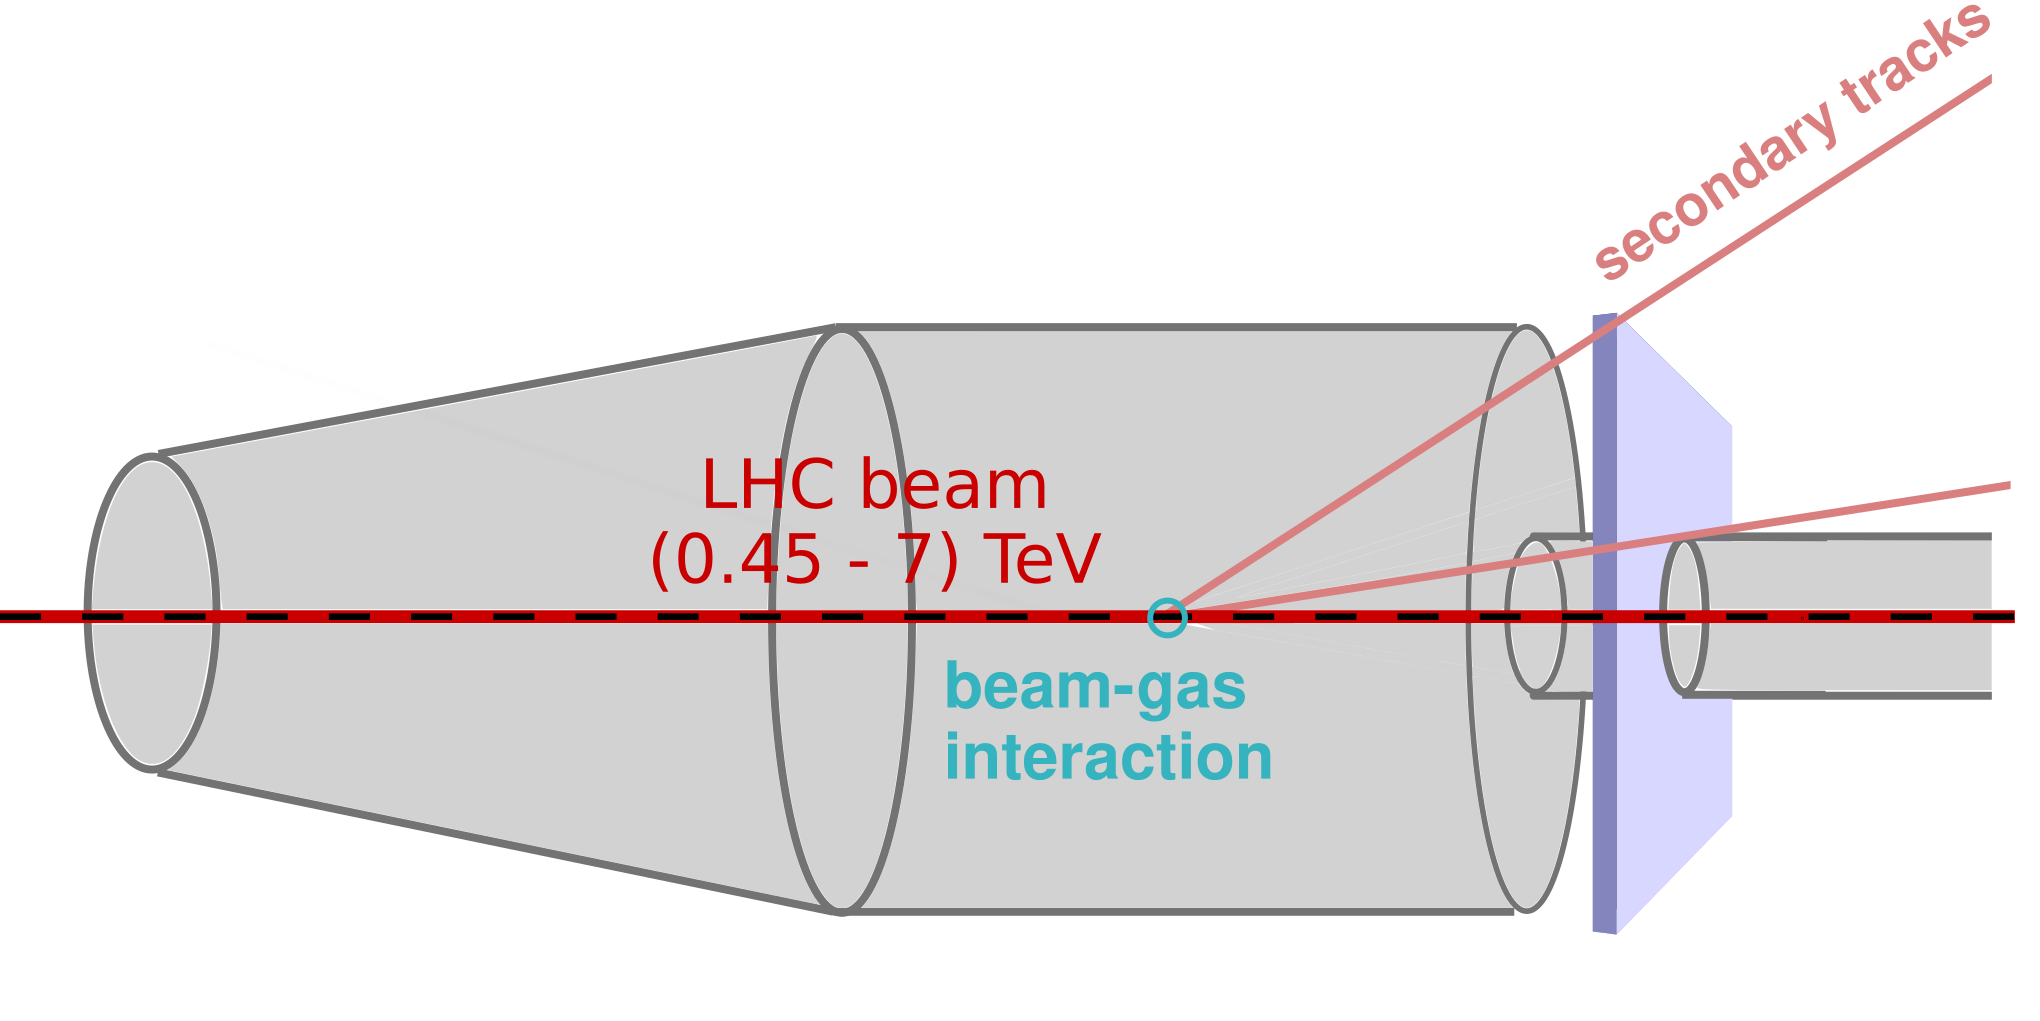 secondary tracks
LHC beam
(0.45 - 7) TeV
beam-gas
interaction